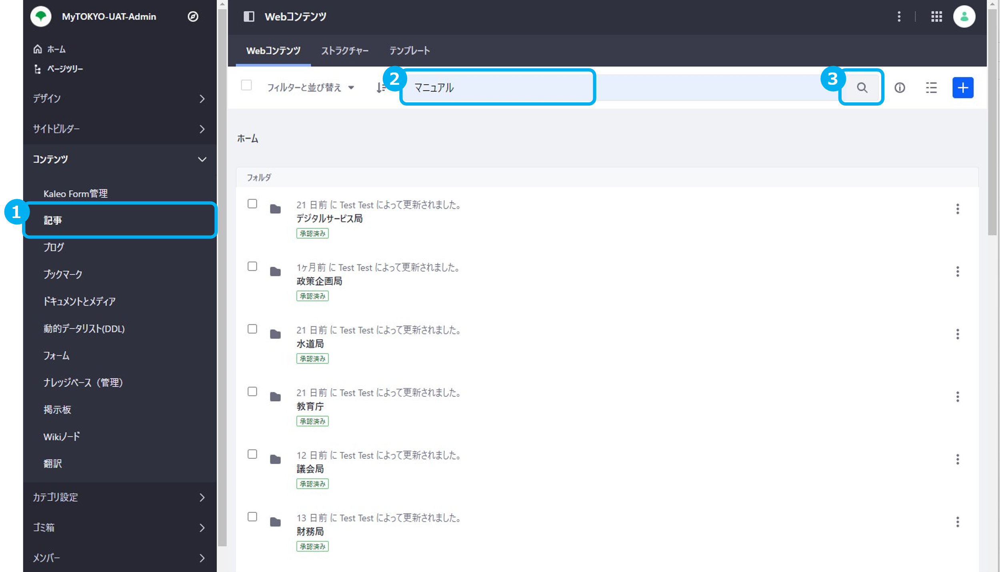 MyTOKYO-UAT-Admin
ホーム
ページツリー
デザイン
サイトビルダー
コンテンツ
Kaleo Form管理
1
記事
ブログ
ブックマーク
ドキュメントとメディア
動的データリスト(DDL)
フォーム
ナレッジベース（管理）
掲示板
Wikiノード
翻訳
カテゴリ設定
ゴミ箱
メンバー
Webコンテンツ
Webコンテンツ ストラクチャー テンプレート
フィルターと並び替え 2 マニュアル 3
ホーム
フォルダ
21 日前 に Test Test によって更新されました。
デジタルサービス局
承認済み
1ヶ月前 に Test Test によって更新されました。
政策企画局
承認済み
21 日前 に Test Test によって更新されました。
水道局
承認済み
21 日前 に Test Test によって更新されました。
教育庁
承認済み
12 日前 に Test Test によって更新されました。
議会局
承認済み
13 日前 に Test Test によって更新されました。
財務局
承認済み